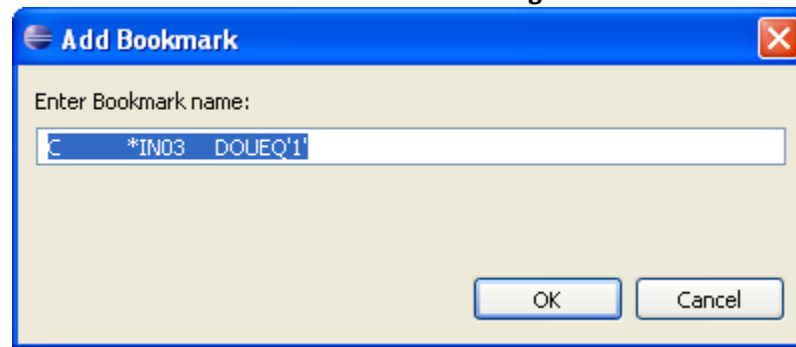 Add Bookmark
Enter Bookmark name:
C *IN03 DOUEQ'1'
OK Cancel